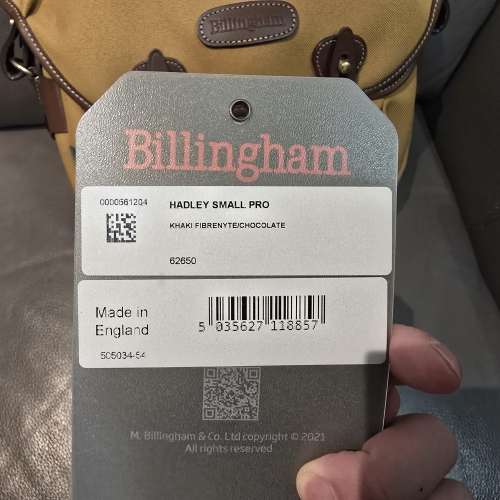 Billingham
Billingham
0000561204
HADLEY SMALL PRO
KHAKI FIBRENYTE/CHOCOLATE
62650
Made in
England
505034-54
5 035627 118857
M. Billingham & Co. Ltd copyright © 2021
All rights reserved